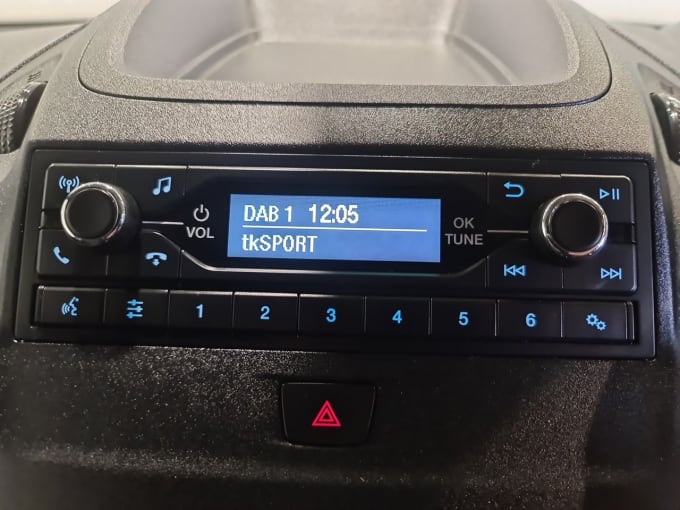 DAB 1 12:05
tkSPORT
VOL
OK
TUNE
1 2 3 4 5 6